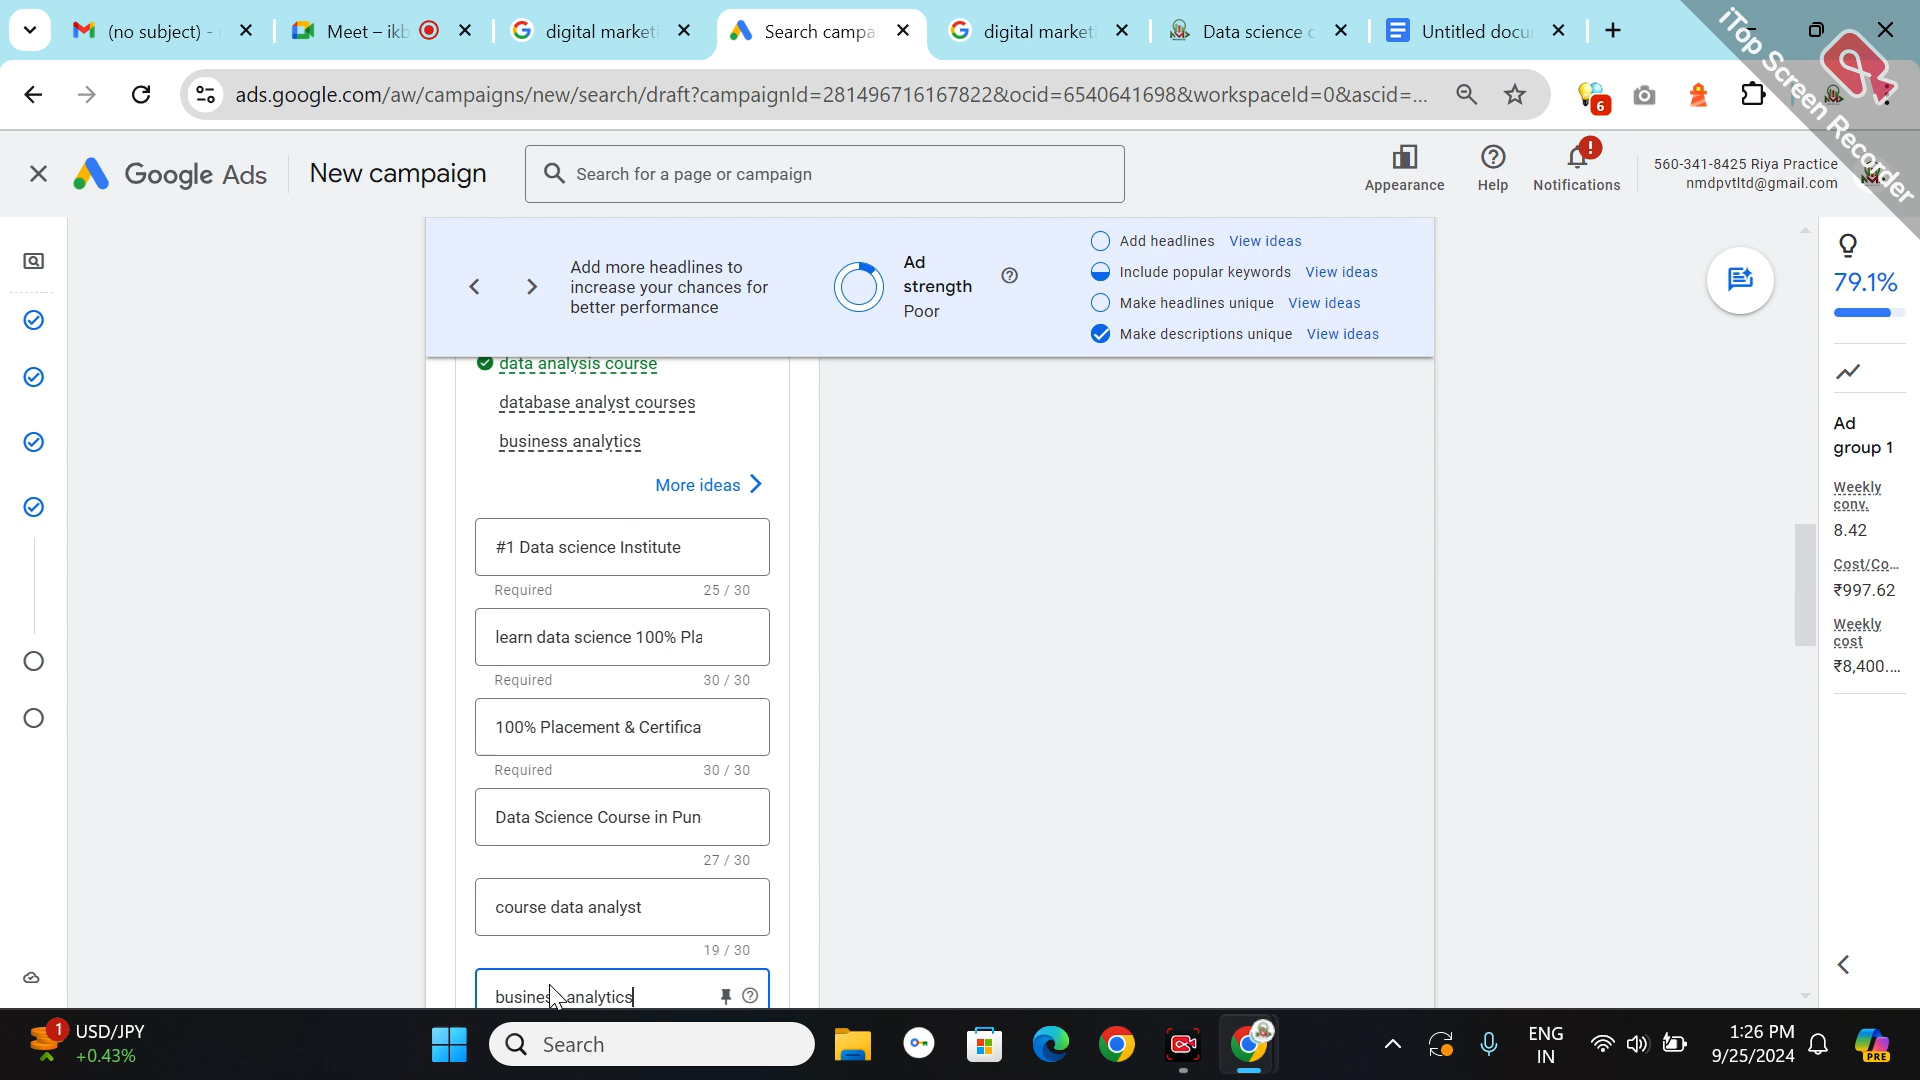 (no subject) -
Meet – ikb
digital marketi
Search campa
digital marketi
Data science c
Untitled docu
iTop Screen Recorder
ads.google.com/aw/campaigns/new/search/draft?campaignId=281496716167822&ocid=6540641698&workspaceId=0&ascid=...
6
Google Ads
New campaign
Search for a page or campaign
Appearance
Help
!
Notifications
560-341-8425 Riya Practice
nmdpvtltd@gmail.com
Add more headlines to
increase your chances for
better performance
Ad
strength
Poor
Add headlines View ideas
Include popular keywords View ideas
Make headlines unique View ideas
Make descriptions unique View ideas
79.1%
data analysis course
database analyst courses
business analytics
More ideas
#1 Data science Institute
Required 25 / 30
learn data science 100% Pla
Required 30 / 30
100% Placement & Certifica
Required 30 / 30
Data Science Course in Pun
27 / 30
course data analyst
19 / 30
business analytics
Ad
group 1
Weekly
conv.
8.42
Cost/Co...
₹997.62
Weekly
cost
₹8,400....
1
USD/JPY
+0.43%
Search
ENG
IN
1:26 PM
9/25/2024
PRE